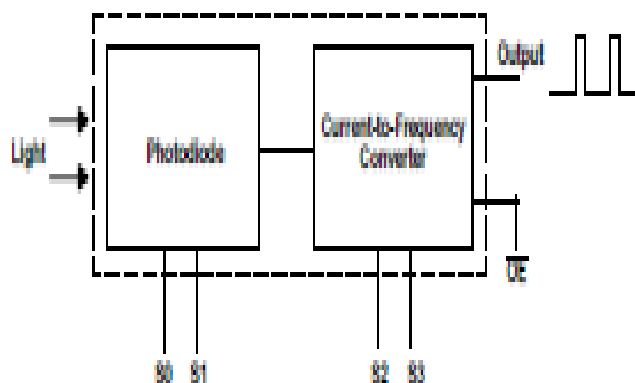 Output
Light
Photodiode
Current-to-Frequency
Converter
OE
S0 S1 S2 S3